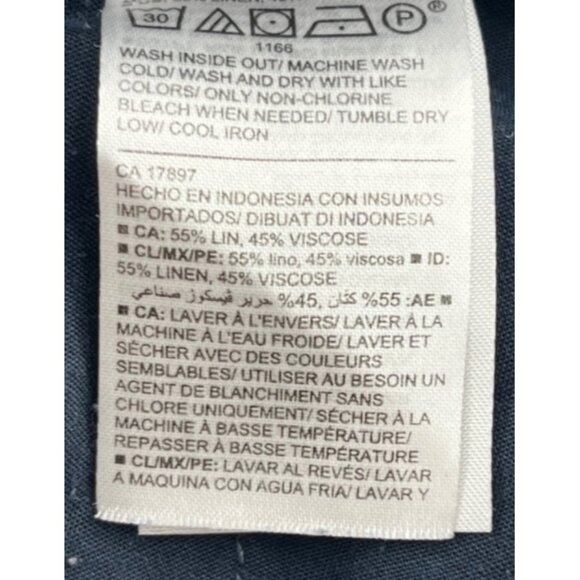 30 P
1166
WASH INSIDE OUT/ MACHINE WASH
COLD/ WASH AND DRY WITH LIKE
COLORS/ ONLY NON-CHLORINE
BLEACH WHEN NEEDED/ TUMBLE DRY
LOW/ COOL IRON
CA 17897
HECHO EN INDONESIA CON INSUMOS
IMPORTADOS/ DIBUAT DI INDONESIA
■ CA: 55% LIN, 45% VISCOSE
■ CL/MX/PE: 55% lino, 45% viscosa ■ ID:
55% LINEN, 45% VISCOSE
■ AE: 55% كتان, 45% حرير ڤيسكوز صناعي
■ CA: LAVER À L'ENVERS/ LAVER À LA
MACHINE À L'EAU FROIDE/ LAVER ET
SÉCHER AVEC DES COULEURS
SEMBLABLES/ UTILISER AU BESOIN UN
AGENT DE BLANCHIMENT SANS
CHLORE UNIQUEMENT/ SÉCHER À LA
MACHINE À BASSE TEMPÉRATURE/
REPASSER À BASSE TEMPÉRATURE
■ CL/MX/PE: LAVAR AL REVÉS/ LAVAR
A MAQUINA CON AGUA FRIA/ LAVAR Y